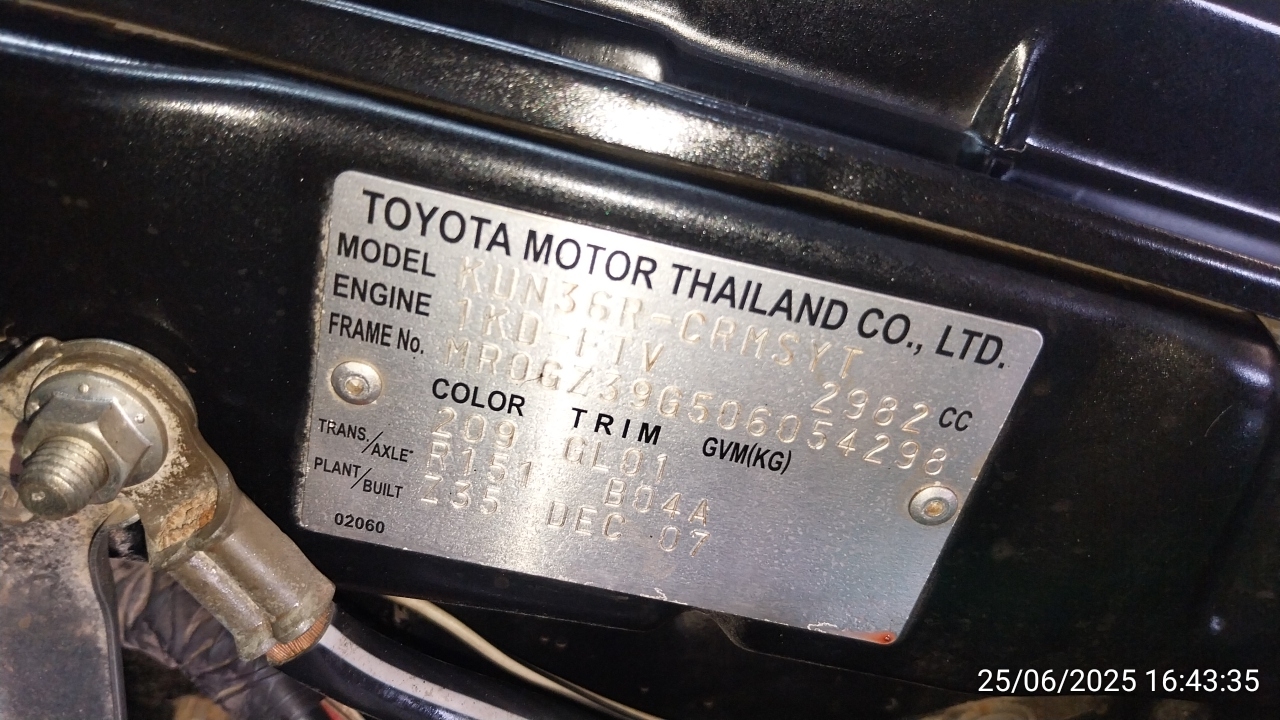 TOYOTA MOTOR THAILAND CO., LTD.
MODEL KUN36R-CRMSYT
ENGINE 1KD-FTV 2982 CC
FRAME No. MR0GZ39G506054298
COLOR TRIM GVM(KG)
209 GL01
TRANS./AXLE R151 B04A
PLANT/BUILT DEC 07
02060
25/06/2025 16:43:35